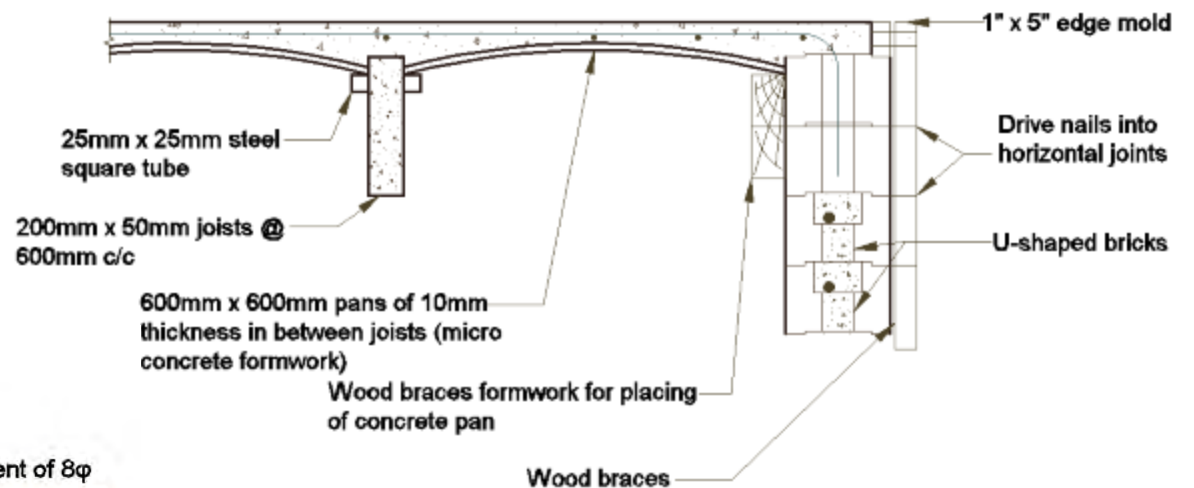 1" x 5" edge mold
25mm x 25mm steel
square tube
Drive nails into
horizontal joints
200mm x 50mm joists @
600mm c/c
U-shaped bricks
600mm x 600mm pans of 10mm
thickness in between joists (micro
concrete formwork)
Wood braces formwork for placing
of concrete pan
ent of 8φ
Wood braces